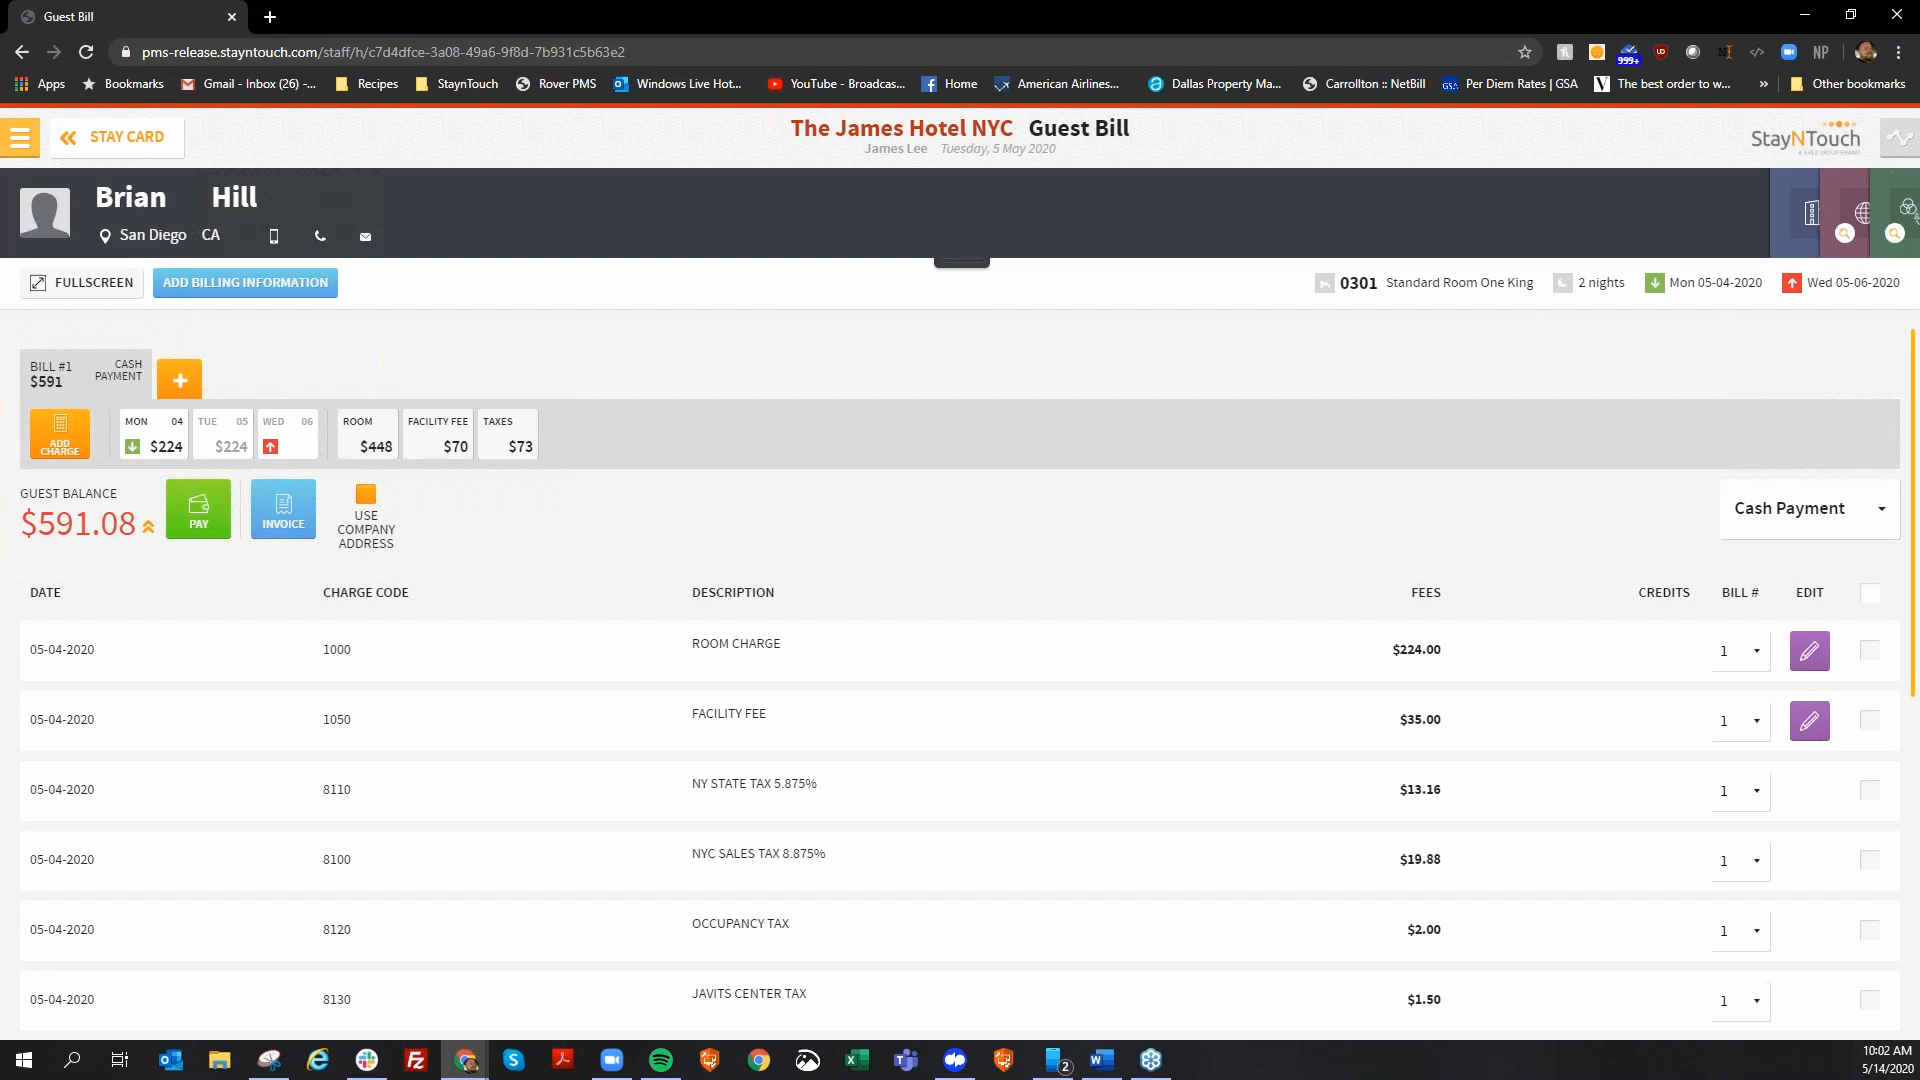 Guest Bill
pms-release.stayntouch.com/staff/h/c7d4dfce-3a08-49a6-9f8d-7b931c5b63e2
999+
NP
Apps
Bookmarks
Gmail - Inbox (26) -...
Recipes
StaynTouch
Rover PMS
Windows Live Hot...
YouTube - Broadcas...
Home
American Airlines...
Dallas Property Ma...
Carrollton :: NetBill
GSA Per Diem Rates | GSA
V The best order to w...
»
Other bookmarks
STAY CARD
The James Hotel NYC Guest Bill
James Lee Tuesday, 5 May 2020
StayNTouch
Brian Hill
San Diego CA
FULLSCREEN
ADD BILLING INFORMATION
0301 Standard Room One King
2 nights
Mon 05-04-2020
Wed 05-06-2020
BILL #1
$591
CASH
PAYMENT
+
ADD
CHARGE
MON 04
$224
TUE 05
$224
WED 06
ROOM
$448
FACILITY FEE
$70
TAXES
$73
GUEST BALANCE
$591.08
PAY
INVOICE
USE
COMPANY
ADDRESS
Cash Payment
DATE CHARGE CODE DESCRIPTION FEES CREDITS BILL # EDIT
05-04-2020 1000 ROOM CHARGE $224.00 1
05-04-2020 1050 FACILITY FEE $35.00 1
05-04-2020 8110 NY STATE TAX 5.875% $13.16 1
05-04-2020 8100 NYC SALES TAX 8.875% $19.88 1
05-04-2020 8120 OCCUPANCY TAX $2.00 1
05-04-2020 8130 JAVITS CENTER TAX $1.50 1
2
10:02 AM
5/14/2020